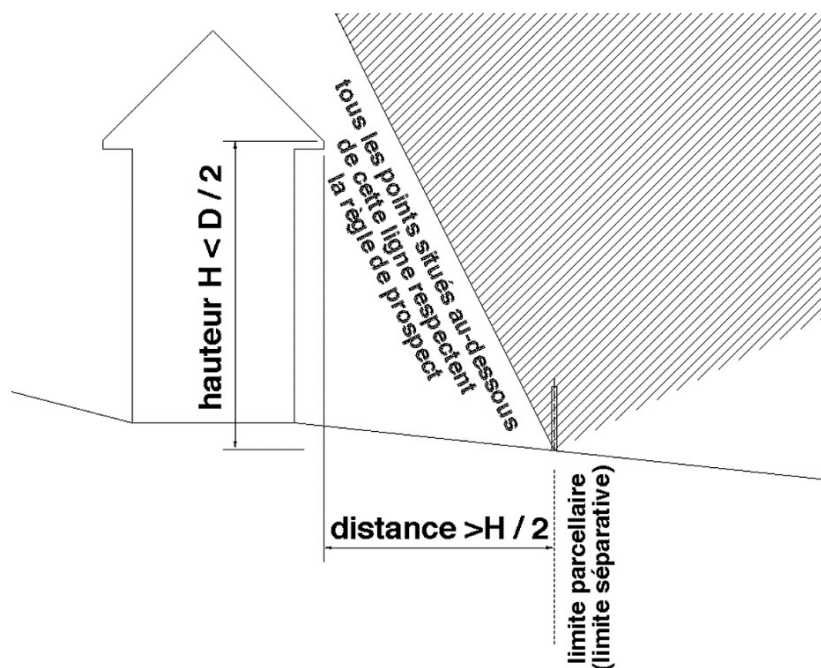 hauteur H < D / 2
tous les points situés au-dessous
de cette ligne respectent
la règle de prospect
distance >H / 2
limite parcellaire
(limite séparative)